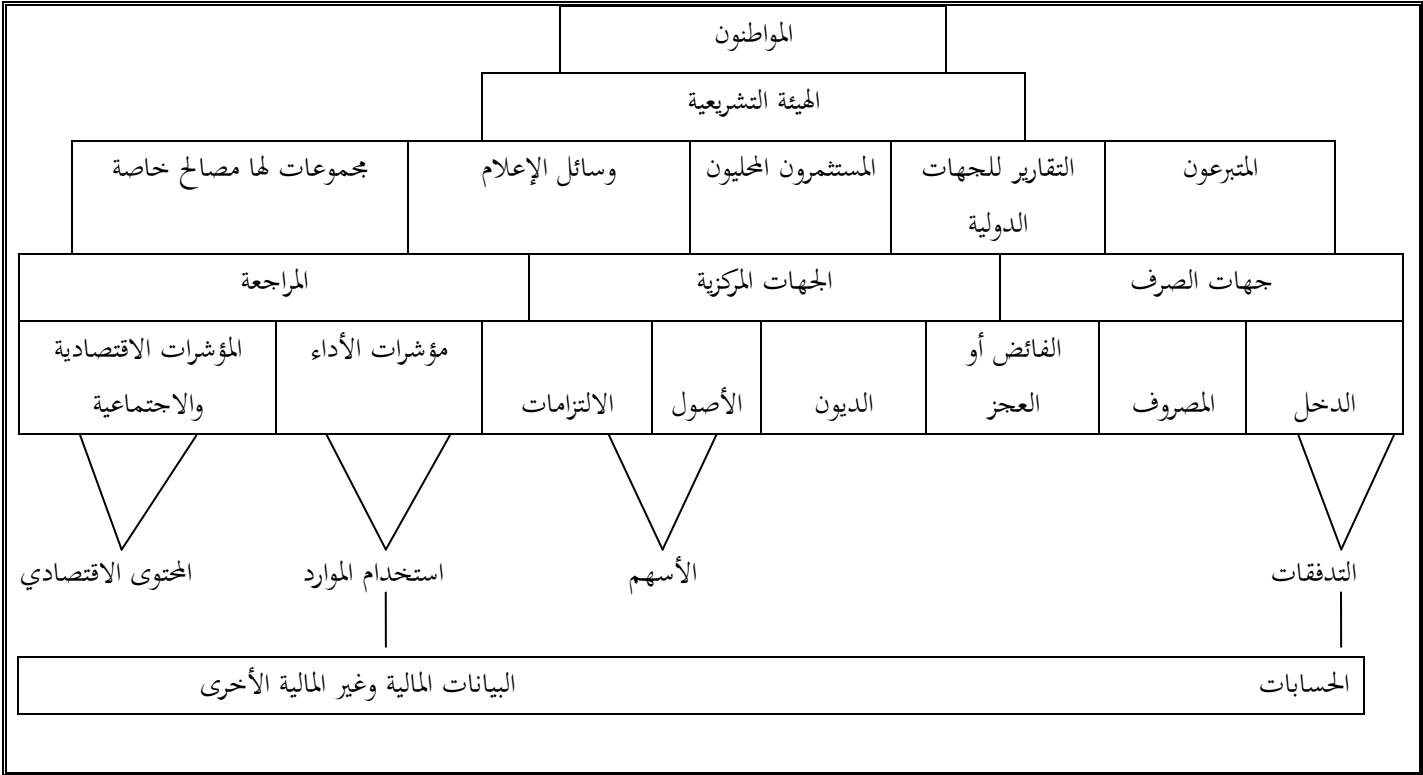 المواطنون
الهيئة التشريعية
المتبرعون
التقارير للجهات
الدولية
المستثمرون المحليون
وسائل الإعلام
مجموعات لها مصالح خاصة
جهات الصرف
الجهات المركزية
المراجعة
الدخل
المصروف
الفائض أو
العجز
الديون
الأصول
الالتزامات
مؤشرات الأداء
المؤشرات الاقتصادية
والاجتماعية
التدفقات
الأسهم
استخدام الموارد
المحتوى الاقتصادي
الحسابات
البيانات المالية وغير المالية الأخرى